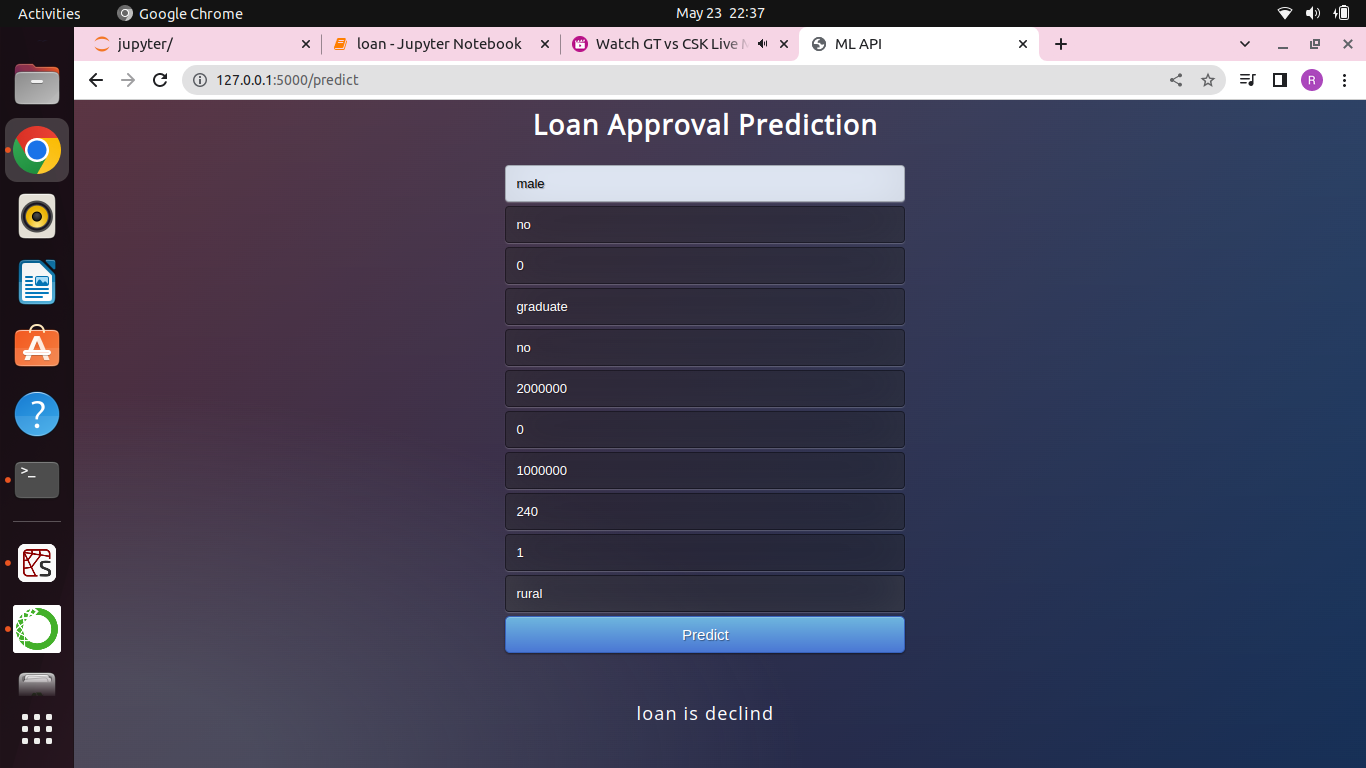 Activities
Google Chrome
May 23 22:37
jupyter/
loan - Jupyter Notebook
Watch GT vs CSK Live
ML API
127.0.0.1:5000/predict
R
Loan Approval Prediction
male
no
0
graduate
no
2000000
0
1000000
240
1
rural
Predict
loan is declind